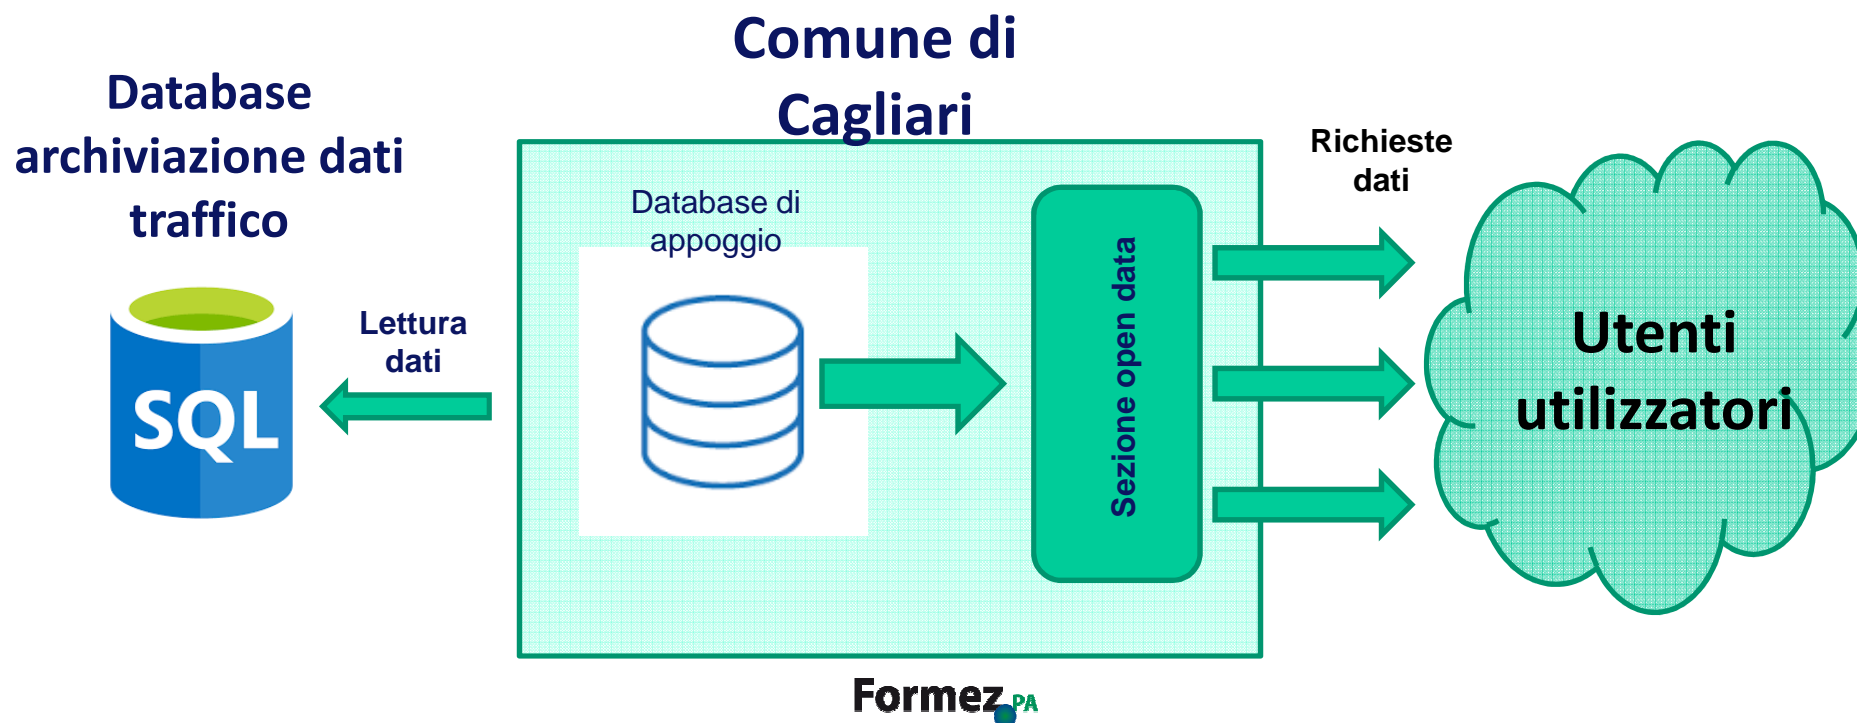 Comune di
Cagliari
Database
archiviazione dati
traffico
SQL
Lettura
dati
Database di
appoggio
Sezione open data
Richieste
dati
Utenti
utilizzatori
Formez PA